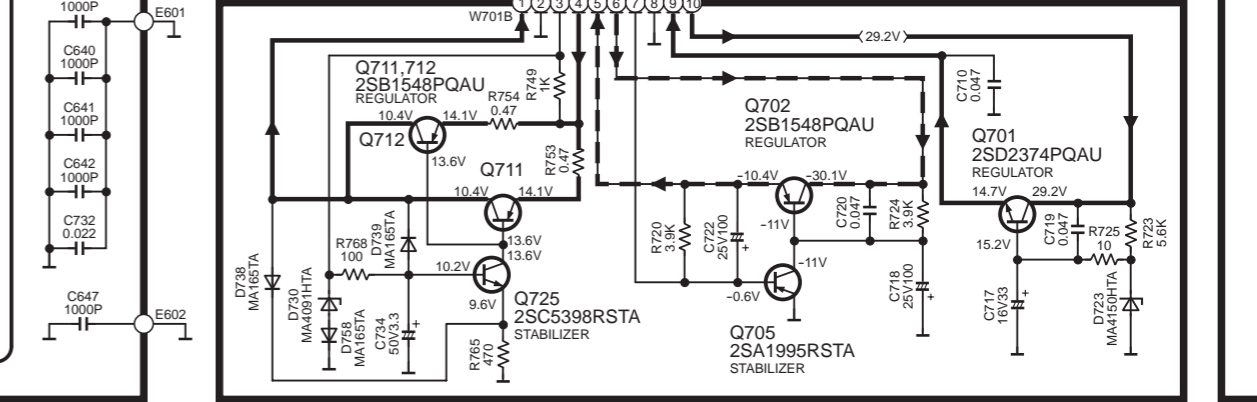 1000P
E601
C640
1000P
C641
1000P
C642
1000P
C732
0.022
C647
1000P
E602
W701B
1 2 3 4 5 6 7 8 9 10
29.2V
Q711,712
2SB1548PQAU
REGULATOR
R749
1K
R754
0.47
10.4V
14.1V
Q712
13.6V
R753
0.47
Q711
10.4V
14.1V
13.6V
13.6V
D739
MA165TA
R768
100
10.2V
9.6V
D738
MA165TA
D730
MA4091HTA
D758
MA165TA
C734
50V3.3
+
Q725
2SC5398RSTA
STABILIZER
R765
470
Q702
2SB1548PQAU
REGULATOR
–10.4V
–30.1V
–11V
R720
3.9K
C722
25V100
+
C720
0.047
R724
3.9K
–11V
–0.6V
C718
25V100
+
Q705
2SA1995RSTA
STABILIZER
C710
0.047
Q701
2SD2374PQAU
REGULATOR
14.7V
29.2V
15.2V
C719
0.047
R725
10
R723
5.6K
C717
16V33
+
D723
MA4150HTA